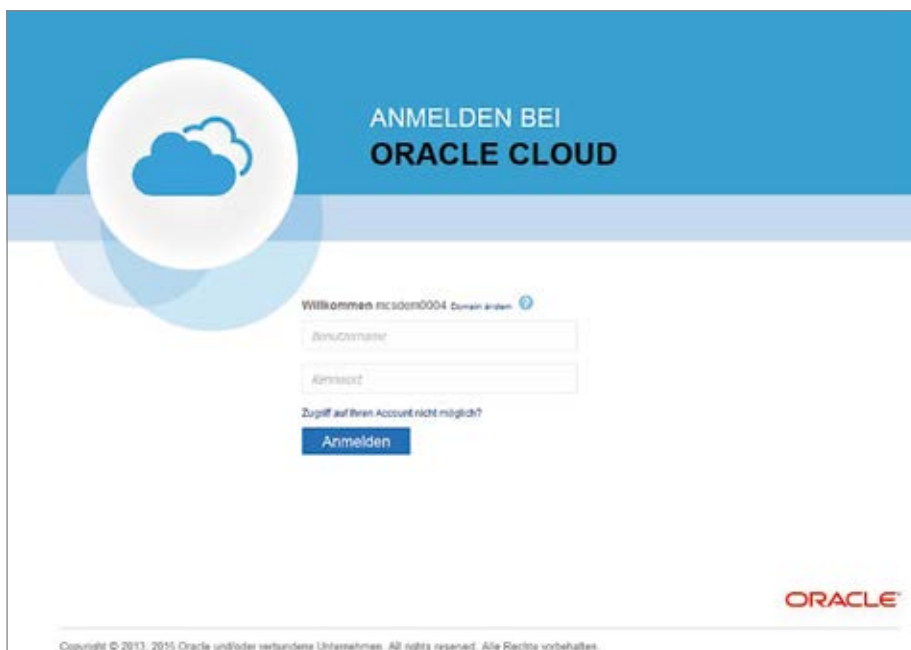 ANMELDEN BEI
ORACLE CLOUD
Willkommen mcsdem0004 Domain ändern ?
Benutzername
Kennwort
Zugriff auf Ihren Account nicht möglich?
Anmelden
ORACLE
Copyright © 2013, 2015 Oracle und/oder verbundene Unternehmen. All rights reserved. Alle Rechte vorbehalten.